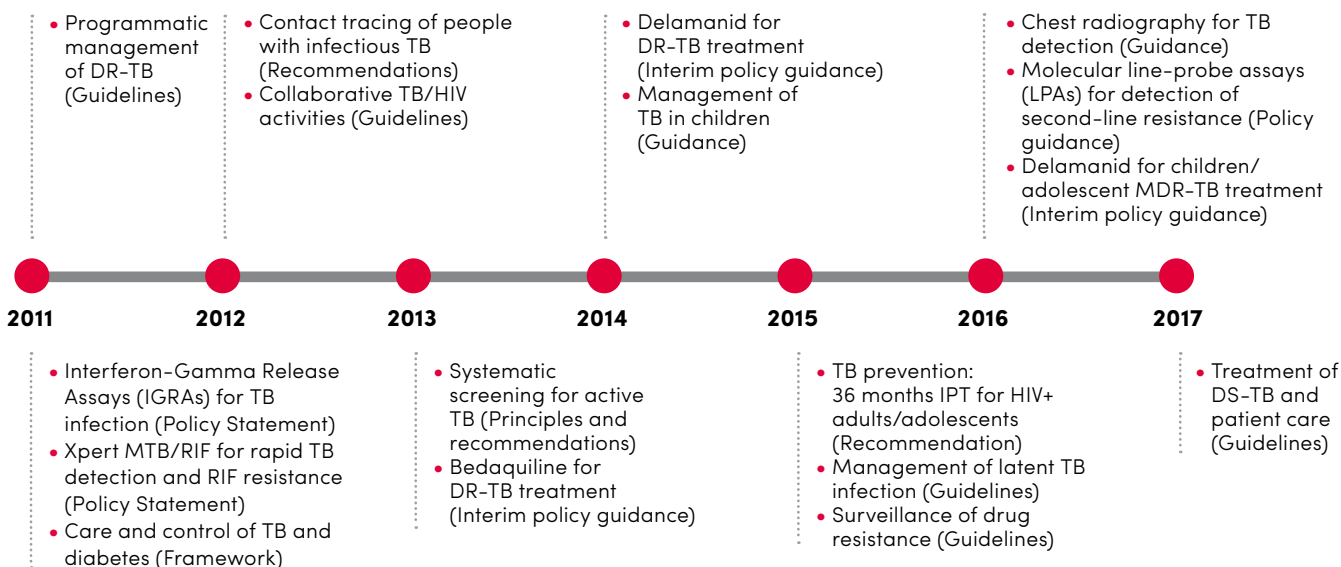 • Programmatic
management
of DR-TB
(Guidelines)
• Contact tracing of people
with infectious TB
(Recommendations)
• Collaborative TB/HIV
activities (Guidelines)
• Delamanid for
DR-TB treatment
(Interim policy guidance)
• Management of
TB in children
(Guidance)
• Chest radiography for TB
detection (Guidance)
• Molecular line-probe assays
(LPAs) for detection of
second-line resistance (Policy
guidance)
• Delamanid for children/
adolescent MDR-TB treatment
(Interim policy guidance)
2011 2012 2013 2014 2015 2016 2017
• Interferon-Gamma Release
Assays (IGRAs) for TB
infection (Policy Statement)
• Xpert MTB/RIF for rapid TB
detection and RIF resistance
(Policy Statement)
• Care and control of TB and
diabetes (Framework)
• Systematic
screening for active
TB (Principles and
recommendations)
• Bedaquiline for
DR-TB treatment
(Interim policy guidance)
• TB prevention:
36 months IPT for HIV+
adults/adolescents
(Recommendation)
• Management of latent TB
infection (Guidelines)
• Surveillance of drug
resistance (Guidelines)
• Treatment of
DS-TB and
patient care
(Guidelines)